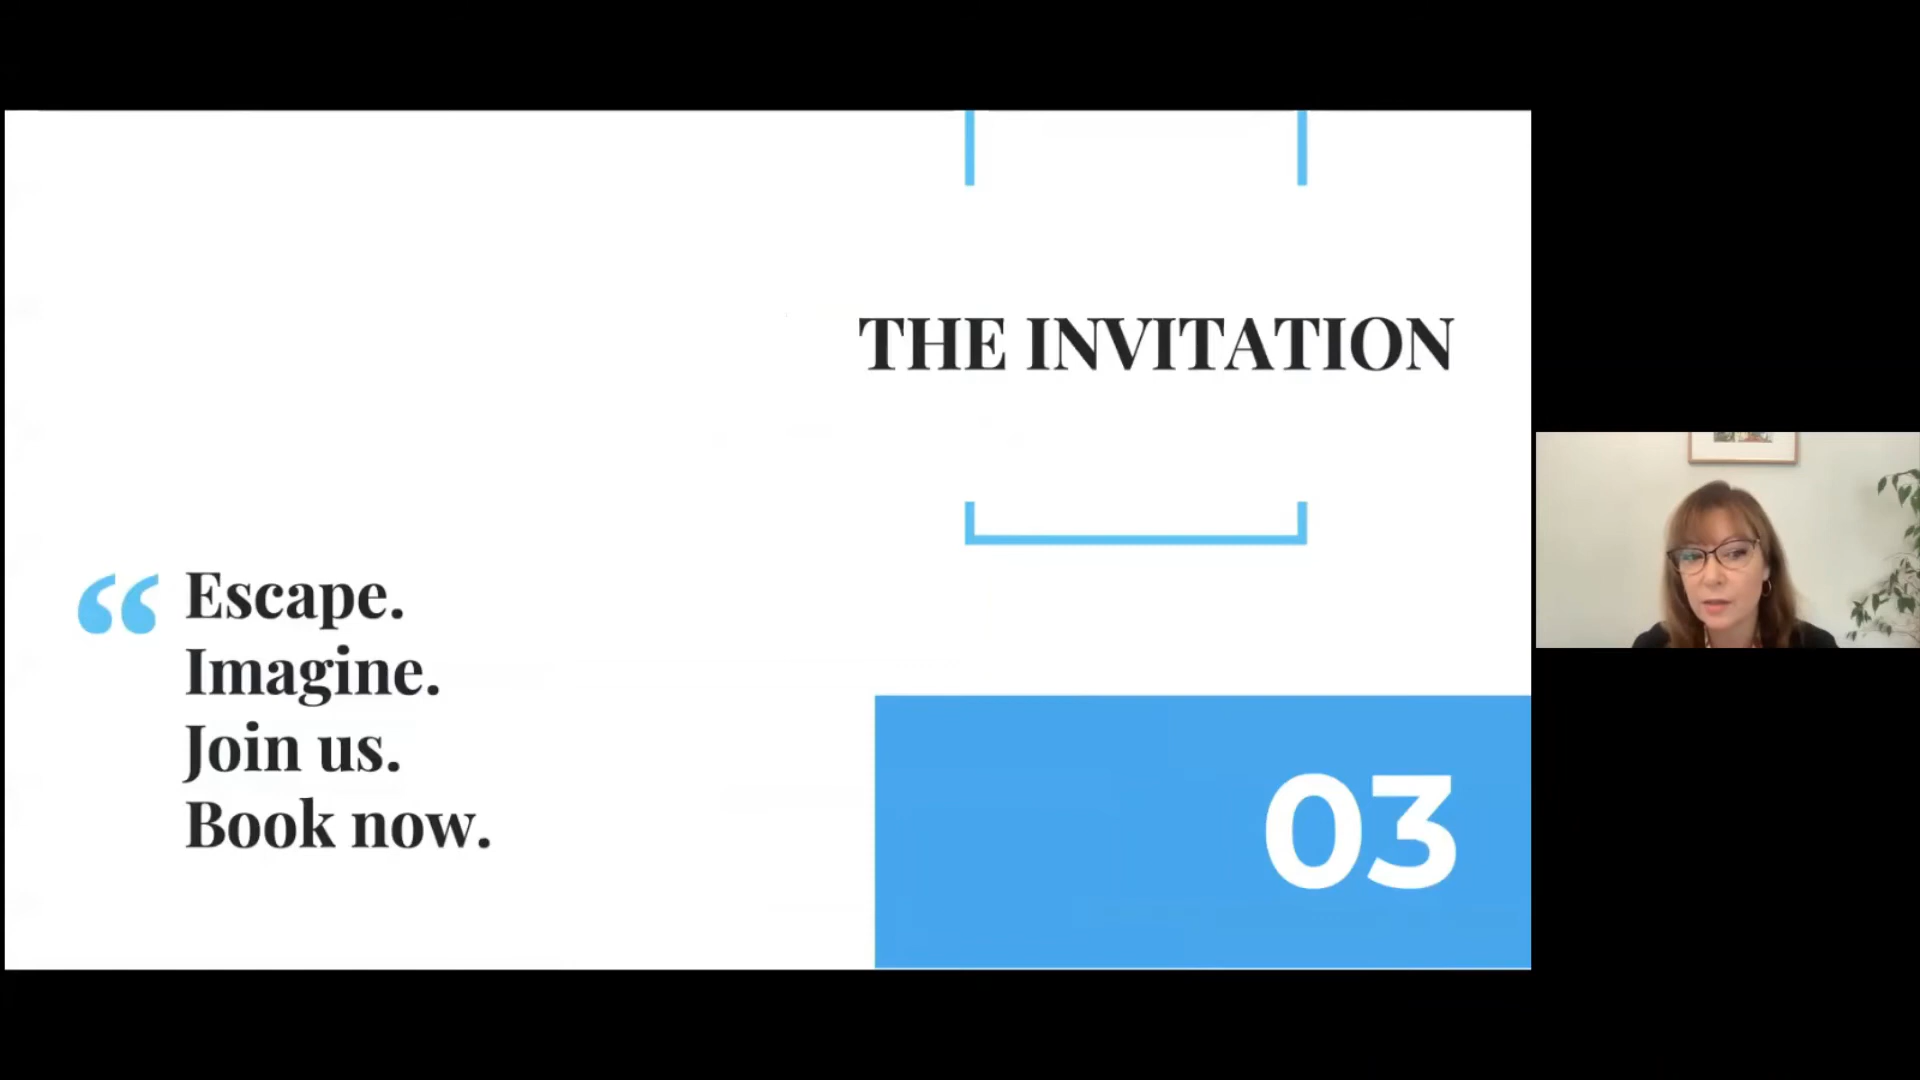 THE INVITATION
“ Escape.
Imagine.
Join us.
Book now.
03